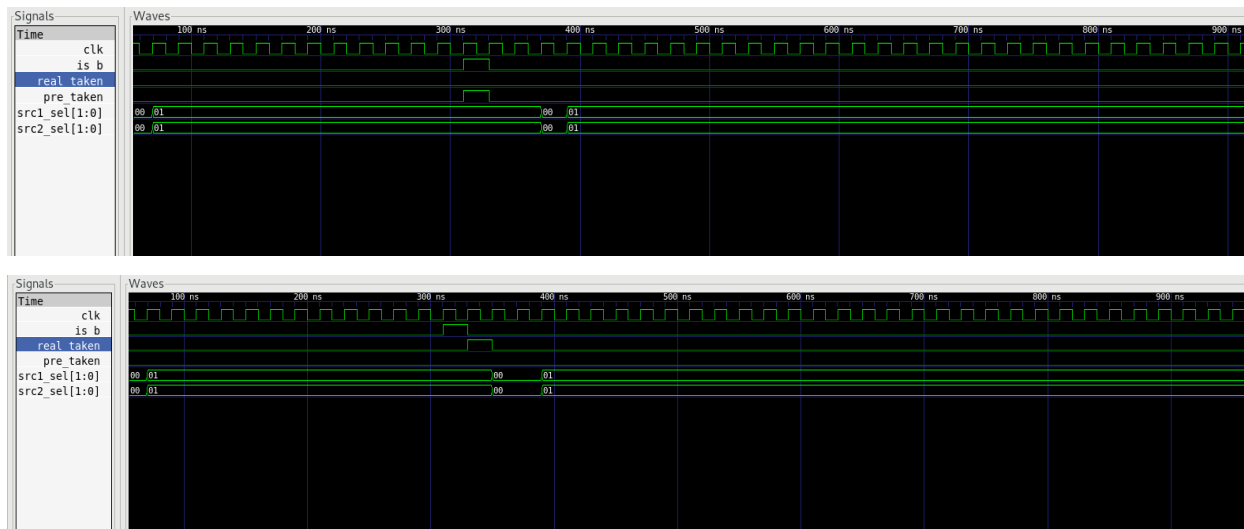 Signals
Waves
Time
100 ns 200 ns 300 ns 400 ns 500 ns 600 ns 700 ns 800 ns 900 ns
clk
is b
real taken
pre_taken
src1_sel[1:0] 00 01 00 01
src2_sel[1:0] 00 01 00 01
Signals
Waves
Time
100 ns 200 ns 300 ns 400 ns 500 ns 600 ns 700 ns 800 ns 900 ns
clk
is b
real taken
pre_taken
src1_sel[1:0] 00 01 00 01
src2_sel[1:0] 00 01 00 01